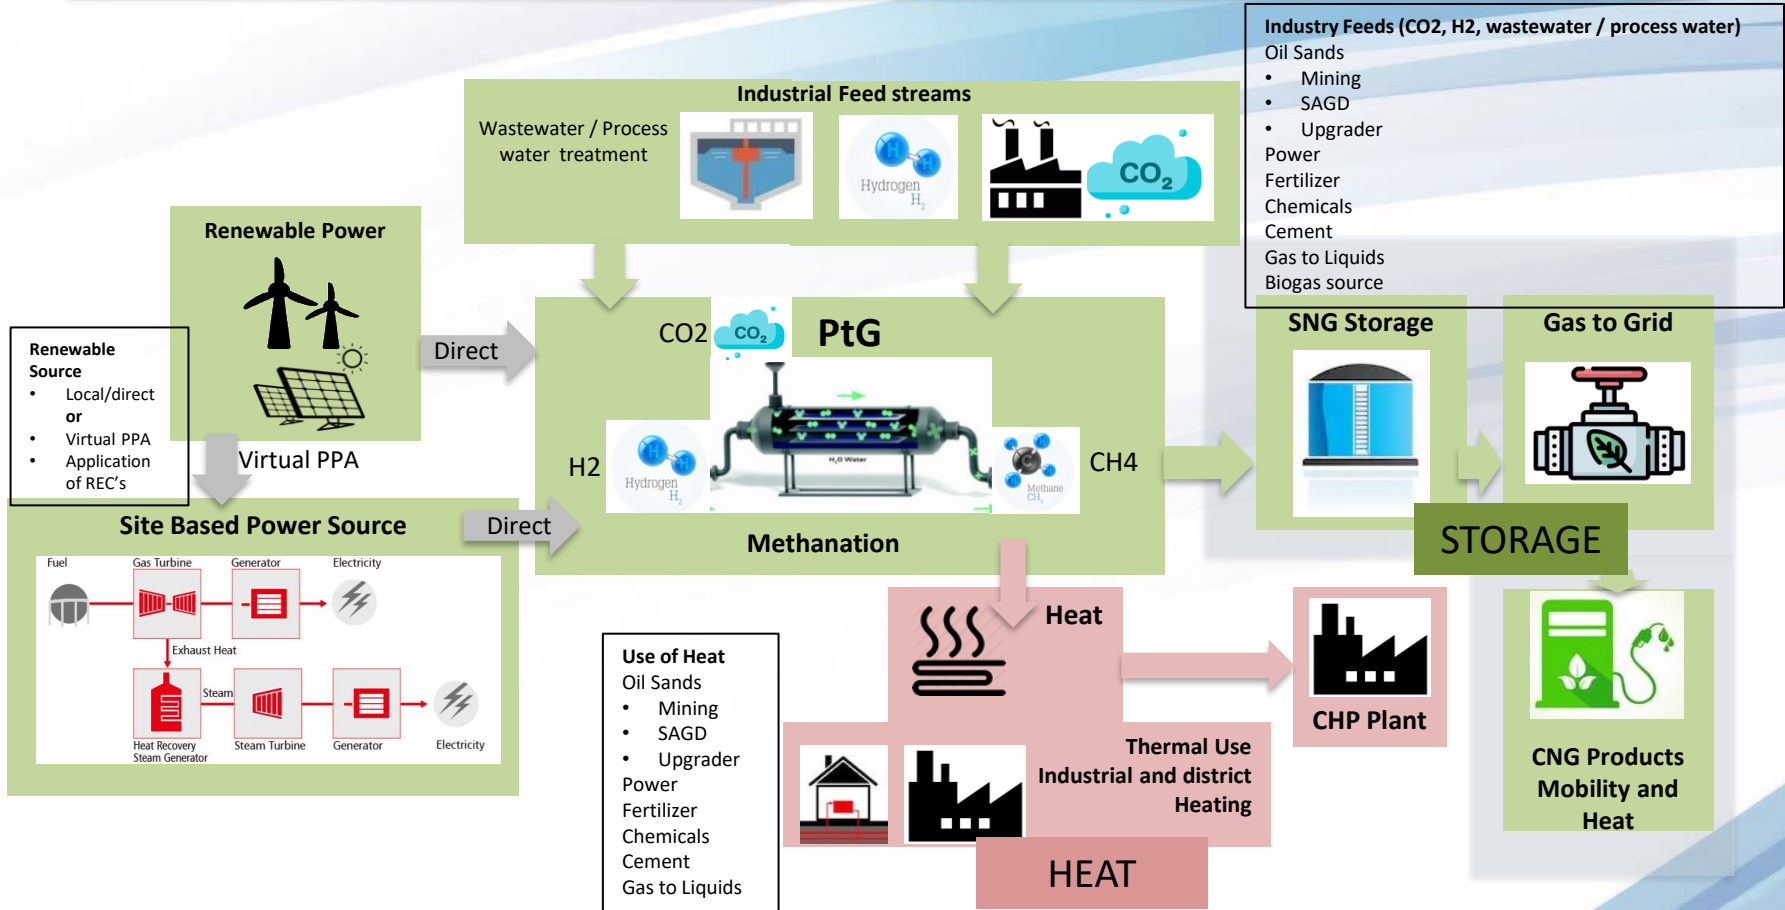 Industry Feeds (CO2, H2, wastewater / process water)
Oil Sands
• Mining
• SAGD
• Upgrader
Power
Fertilizer
Chemicals
Cement
Gas to Liquids
Biogas source
Industrial Feed streams
Wastewater / Process
water treatment
H
H
Hydrogen
H2
CO2
Renewable Power
Renewable
Source
• Local/direct
or
• Virtual PPA
• Application
of REC's
Direct
Virtual PPA
CO2
CO2
PtG
H2
H
H
Hydrogen
H2
H2O Water
C
Methane
CH4
CH4
Methanation
SNG Storage
Gas to Grid
STORAGE
Site Based Power Source
Direct
Fuel
Gas Turbine
Generator
Electricity
Exhaust Heat
Steam
Heat Recovery
Steam Generator
Steam Turbine
Generator
Electricity
Use of Heat
Oil Sands
• Mining
• SAGD
• Upgrader
Power
Fertilizer
Chemicals
Cement
Gas to Liquids
Heat
Thermal Use
Industrial and district
Heating
HEAT
CHP Plant
CNG Products
Mobility and
Heat